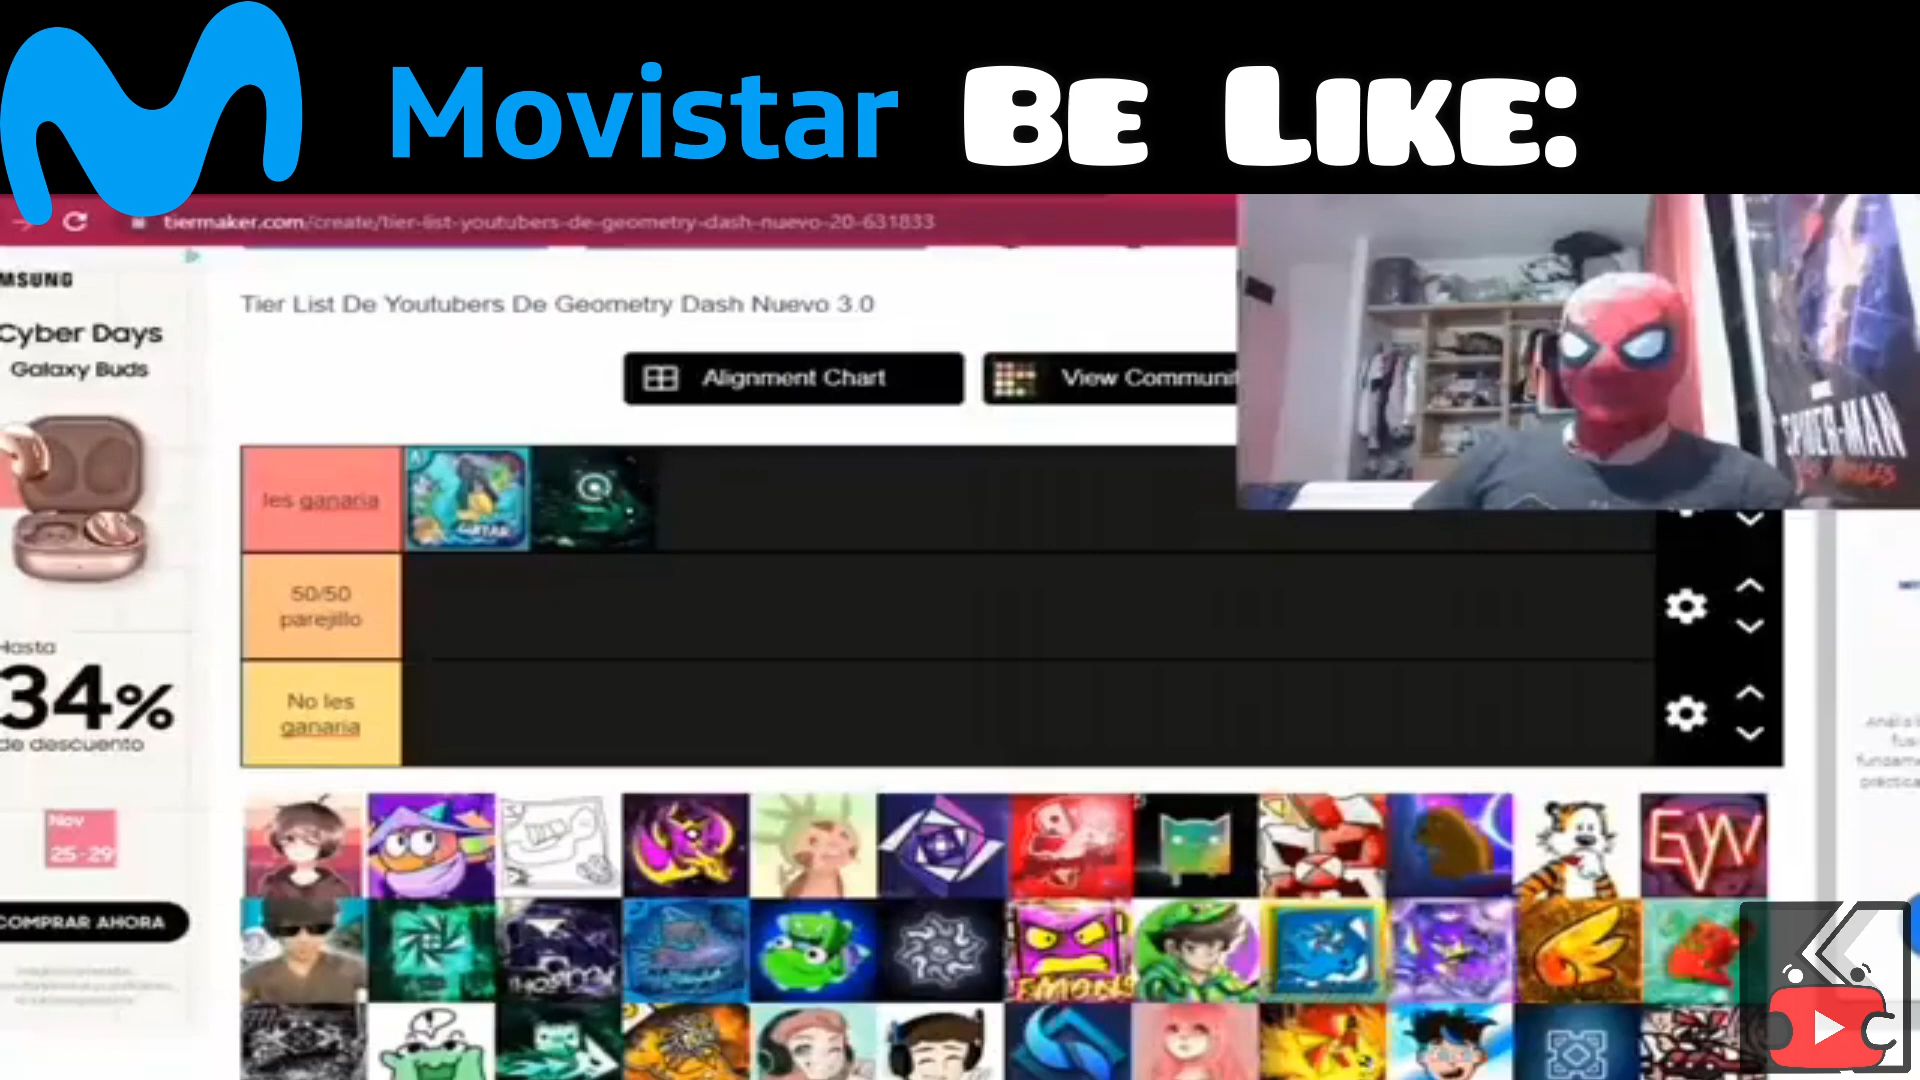 Movistar BE LIKE:
tiermaker.com/create/tier-list-youtubers-de-geometry-dash-nuevo-20-631833
MSUNG
Cyber Days
Galaxy Buds
Tier List De Youtubers De Geometry Dash Nuevo 3.0
Alignment Chart
View Communit
SPIDER-MAN
les ganaria
50/50
parejillo
No les
ganaria
Hasta
34%
de descuento
Nov
25-29
COMPRAR AHORA
EW